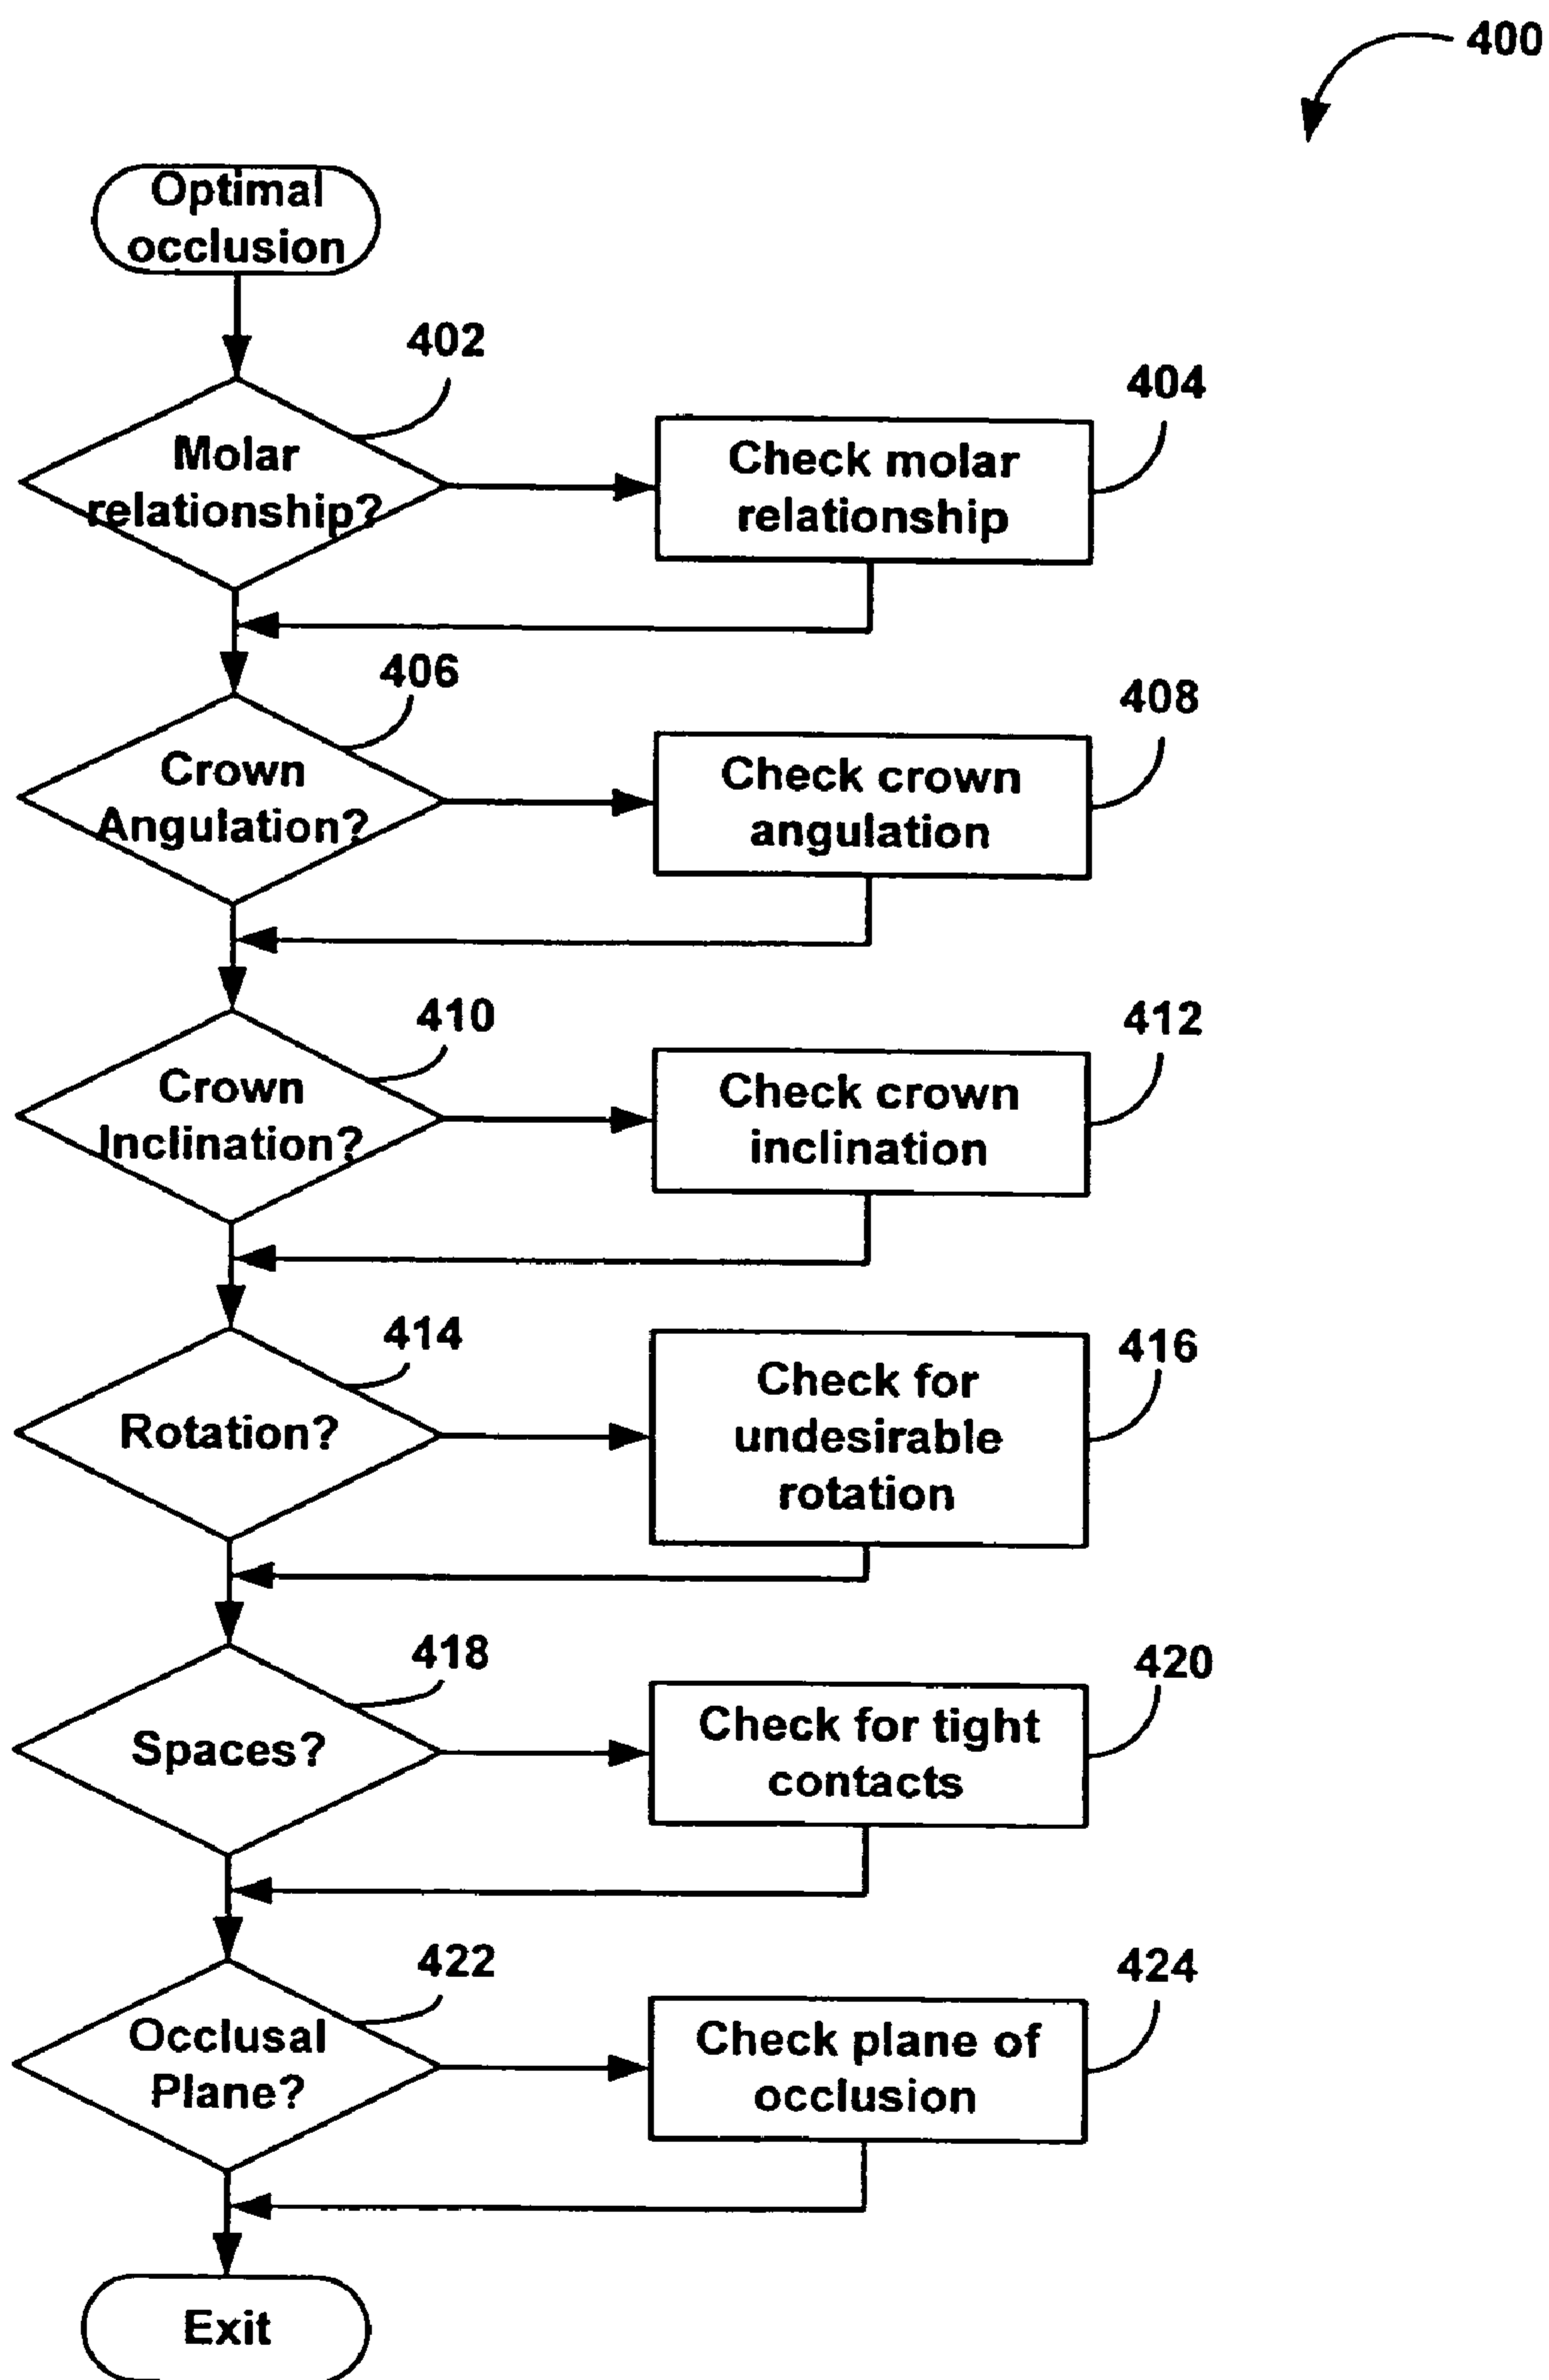 400
Optimal
occlusion
402
Molar
relationship?
404
Check molar
relationship
406
Crown
Angulation?
408
Check crown
angulation
410
Crown
Inclination?
412
Check crown
inclination
414
Rotation?
416
Check for
undesirable
rotation
418
Spaces?
420
Check for tight
contacts
422
Occlusal
Plane?
424
Check plane of
occlusion
Exit